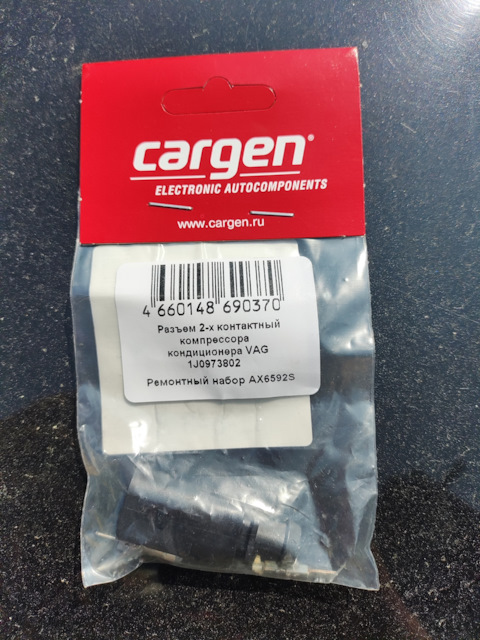 cargen®
ELECTRONIC AUTOCOMPONENTS
www.cargen.ru
4 660148 690370
Разъем 2-х контактный
компрессора
кондиционера VAG
1J0973802
Ремонтный набор AX6592S